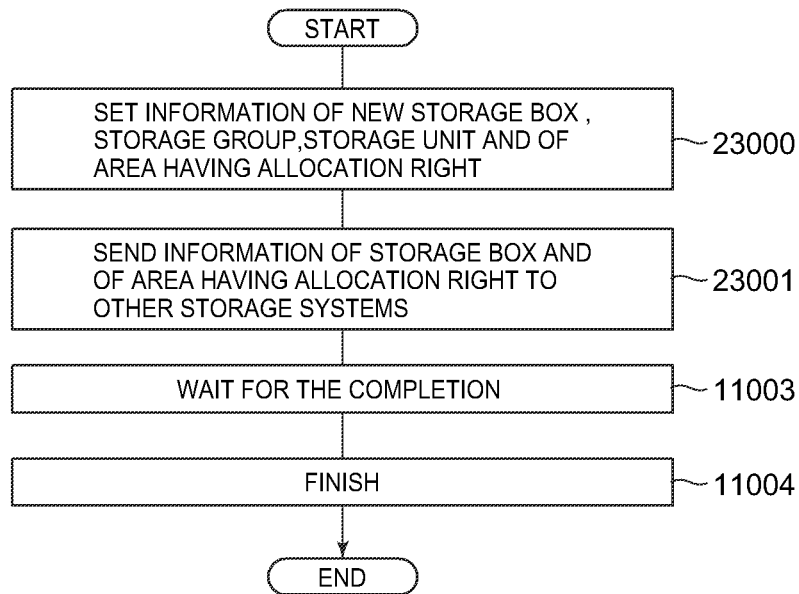 START
SET INFORMATION OF NEW STORAGE BOX ,
STORAGE GROUP,STORAGE UNIT AND OF
AREA HAVING ALLOCATION RIGHT
23000
SEND INFORMATION OF STORAGE BOX AND
OF AREA HAVING ALLOCATION RIGHT TO
OTHER STORAGE SYSTEMS
23001
WAIT FOR THE COMPLETION
11003
FINISH
11004
END